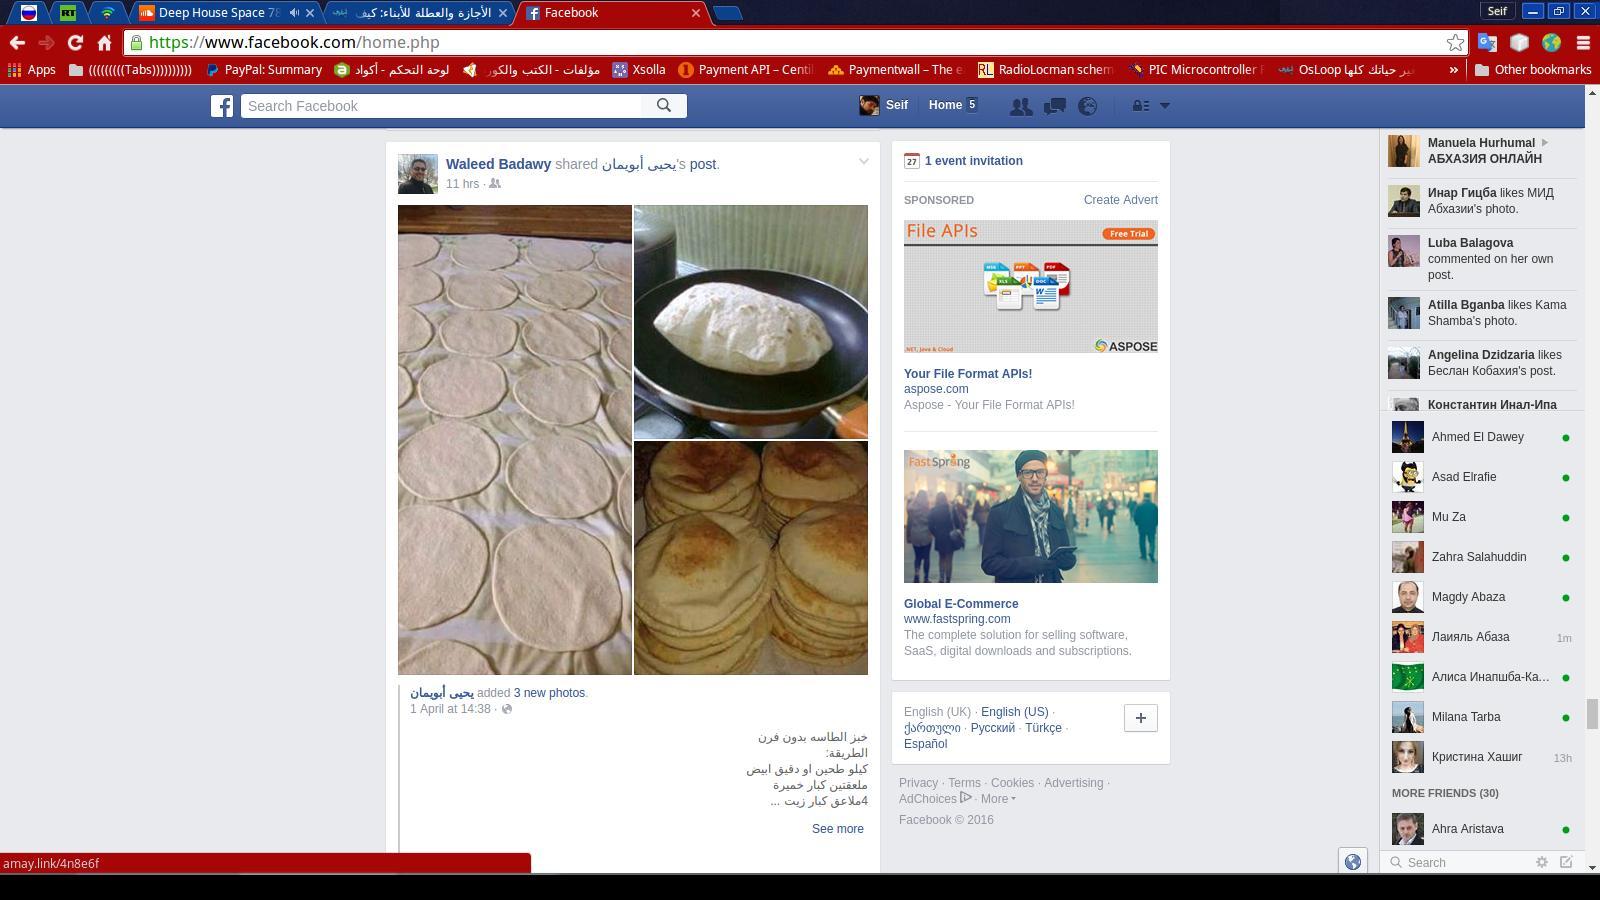 Deep House Space 78
الأجازة والعطلة للأبناء: كيف
Facebook
Seif
https://www.facebook.com/home.php
Apps
(((((((((Tabs))))))))))
PayPal: Summary
لوحة التحكم - أكواد
مؤلفات - الكتب والكور
Xsolla
Payment API – Centil
Paymentwall – The e
RadioLocman schem
PIC Microcontroller
OsLoop غير حياتك كلها
Other bookmarks
Search Facebook
Seif
Home 5
Waleed Badawy shared يحيى أبويمان's post.
11 hrs ·
يحيى أبويمان added 3 new photos.
1 April at 14:38 ·
خبز الطاسه بدون فرن
الطريقة:
كيلو طحين او دقيق ابيض
ملعقتين كبار خميرة
4ملاعق كبار زيت ...
See more
amay.link/4n8e6f
27 1 event invitation
SPONSORED
Create Advert
File APIs
Free Trial
.NET, Java & Cloud
ASPOSE
Your File Format APIs!
aspose.com
Aspose - Your File Format APIs!
FastSpring
Global E-Commerce
www.fastspring.com
The complete solution for selling software,
SaaS, digital downloads and subscriptions.
English (UK) · English (US) ·
ქართული · Русский · Türkçe ·
Español
Privacy · Terms · Cookies · Advertising ·
AdChoices · More
Facebook © 2016
Manuela Hurhumal
АБХАЗИЯ ОНЛАЙН
Инар Гицба likes МИД
Абхазии's photo.
Luba Balagova
commented on her own
post.
Atilla Bganba likes Kama
Shamba's photo.
Angelina Dzidzaria likes
Беслан Кобахия's post.
Константин Инал-Ипа
Ahmed El Dawey
Asad Elrafie
Mu Za
Zahra Salahuddin
Magdy Abaza
Лаияль Абаза 1m
Алиса Инапшба-Ка...
Milana Tarba
Кристина Хашиг 13h
MORE FRIENDS (30)
Ahra Aristava
Search